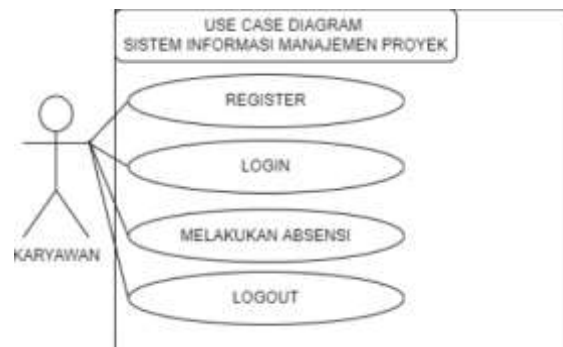 USE CASE DIAGRAM
SISTEM INFORMASI MANAJEMEN PROYEK
REGISTER
LOGIN
MELAKUKAN ABSENSI
KARYAWAN
LOGOUT